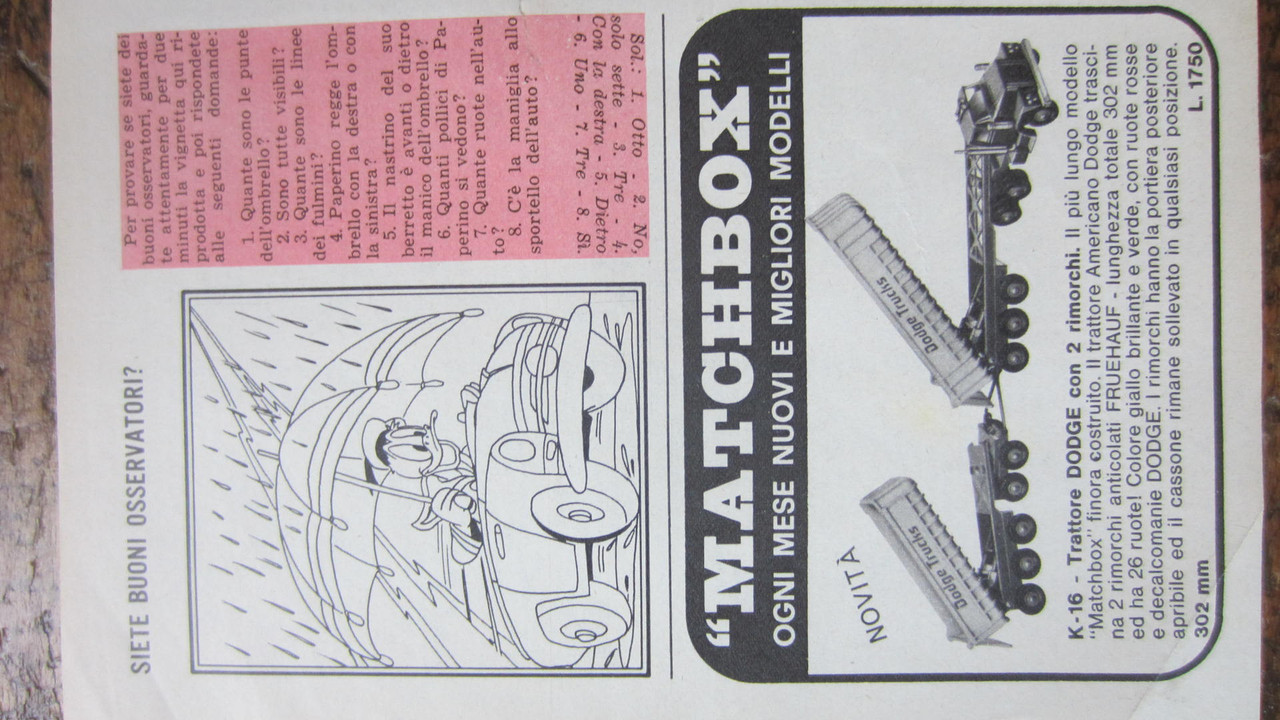 SIETE BUONI OSSERVATORI?
Per provare se siete dei
buoni osservatori, guarda-
te attentamente per due
minuti la vignetta qui ri-
prodotta e poi rispondete
alle seguenti domande:
1. Quante sono le punte
dell'ombrello?
2. Sono tutte visibili?
3. Quante sono le linee
dei fulmini?
4. Paperino regge l'om-
brello con la destra o con
la sinistra?
5. Il nastrino del suo
berretto è avanti o dietro
il manico dell'ombrello?
6. Quanti pollici di Pa-
perino si vedono?
7. Quante ruote nell'au-
to?
8. C'è la maniglia allo
sportello dell'auto?
Sol.: 1. Otto - 2. No,
solo sette - 3. Tre - 4.
Con la destra - 5. Dietro
- 6. Uno - 7. Tre - 8. Sì.
"MATCHBOX"
OGNI MESE NUOVI E MIGLIORI MODELLI
NOVITÀ
Dodge Trucks
Dodge Trucks
K-16 - Trattore DODGE con 2 rimorchi. Il più lungo modello
"Matchbox" finora costruito. Il trattore Americano Dodge trasci-
na 2 rimorchi anticolati FRUEHAUF - lunghezza totale 302 mm
ed ha 26 ruote! Colore giallo brillante e verde, con ruote rosse
e decalcomanie DODGE. I rimorchi hanno la portiera posteriore
apribile ed il cassone rimane sollevato in qualsiasi posizione.
302 mm L. 1750